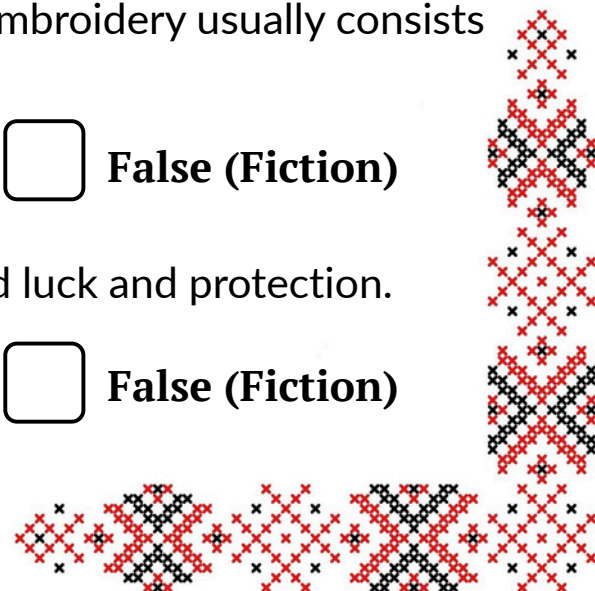 mbroidery usually consists
False (Fiction)
d luck and protection.
False (Fiction)